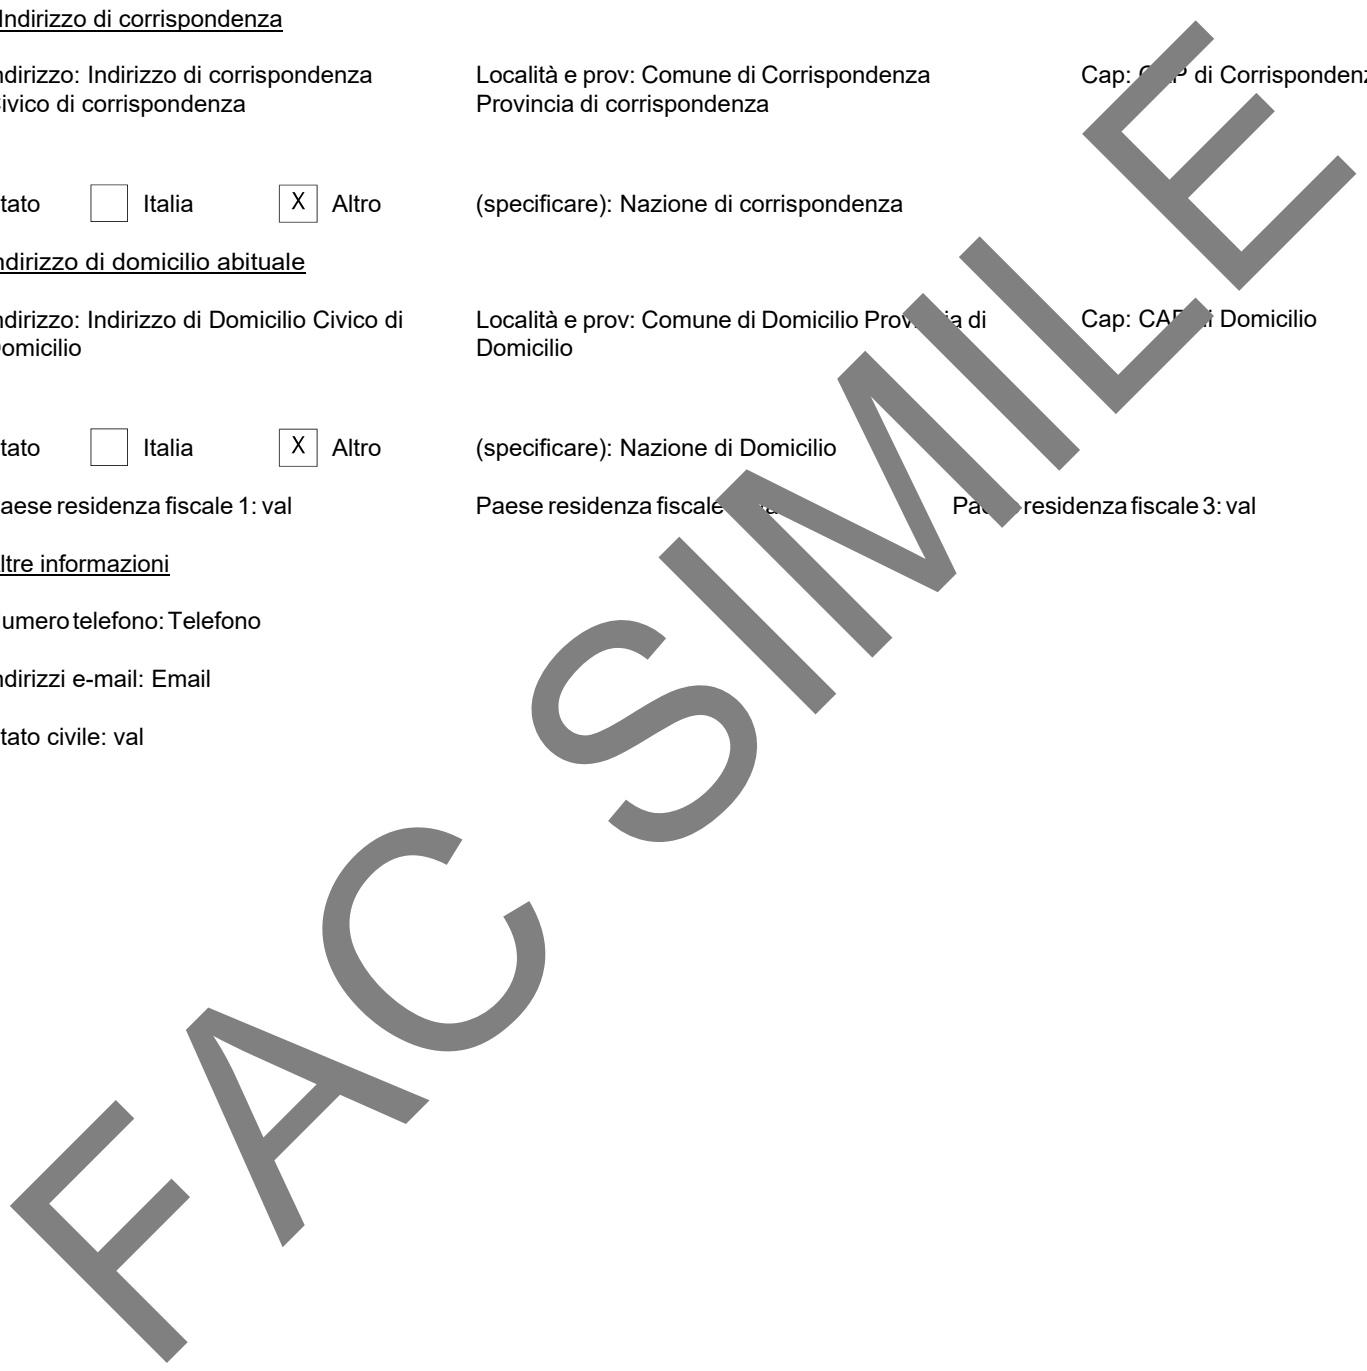 Indirizzo di corrispondenza
ndirizzo: Indirizzo di corrispondenza Località e prov: Comune di Corrispondenza Cap: di Corrispondenz
ivico di corrispondenza Provincia di corrispondenza
tato Italia X Altro (specificare): Nazione di corrispondenza
ndirizzo di domicilio abituale
ndirizzo: Indirizzo di Domicilio Civico di Località e prov: Comune di Domicilio Provincia di Cap: CAP di Domicilio
omicilio Domicilio
tato Italia X Altro (specificare): Nazione di Domicilio
aese residenza fiscale 1: val Paese residenza fiscale Paese residenza fiscale 3: val
ltre informazioni
umero telefono: Telefono
ndirizzi e-mail: Email
tato civile: val
FAC SIMILE